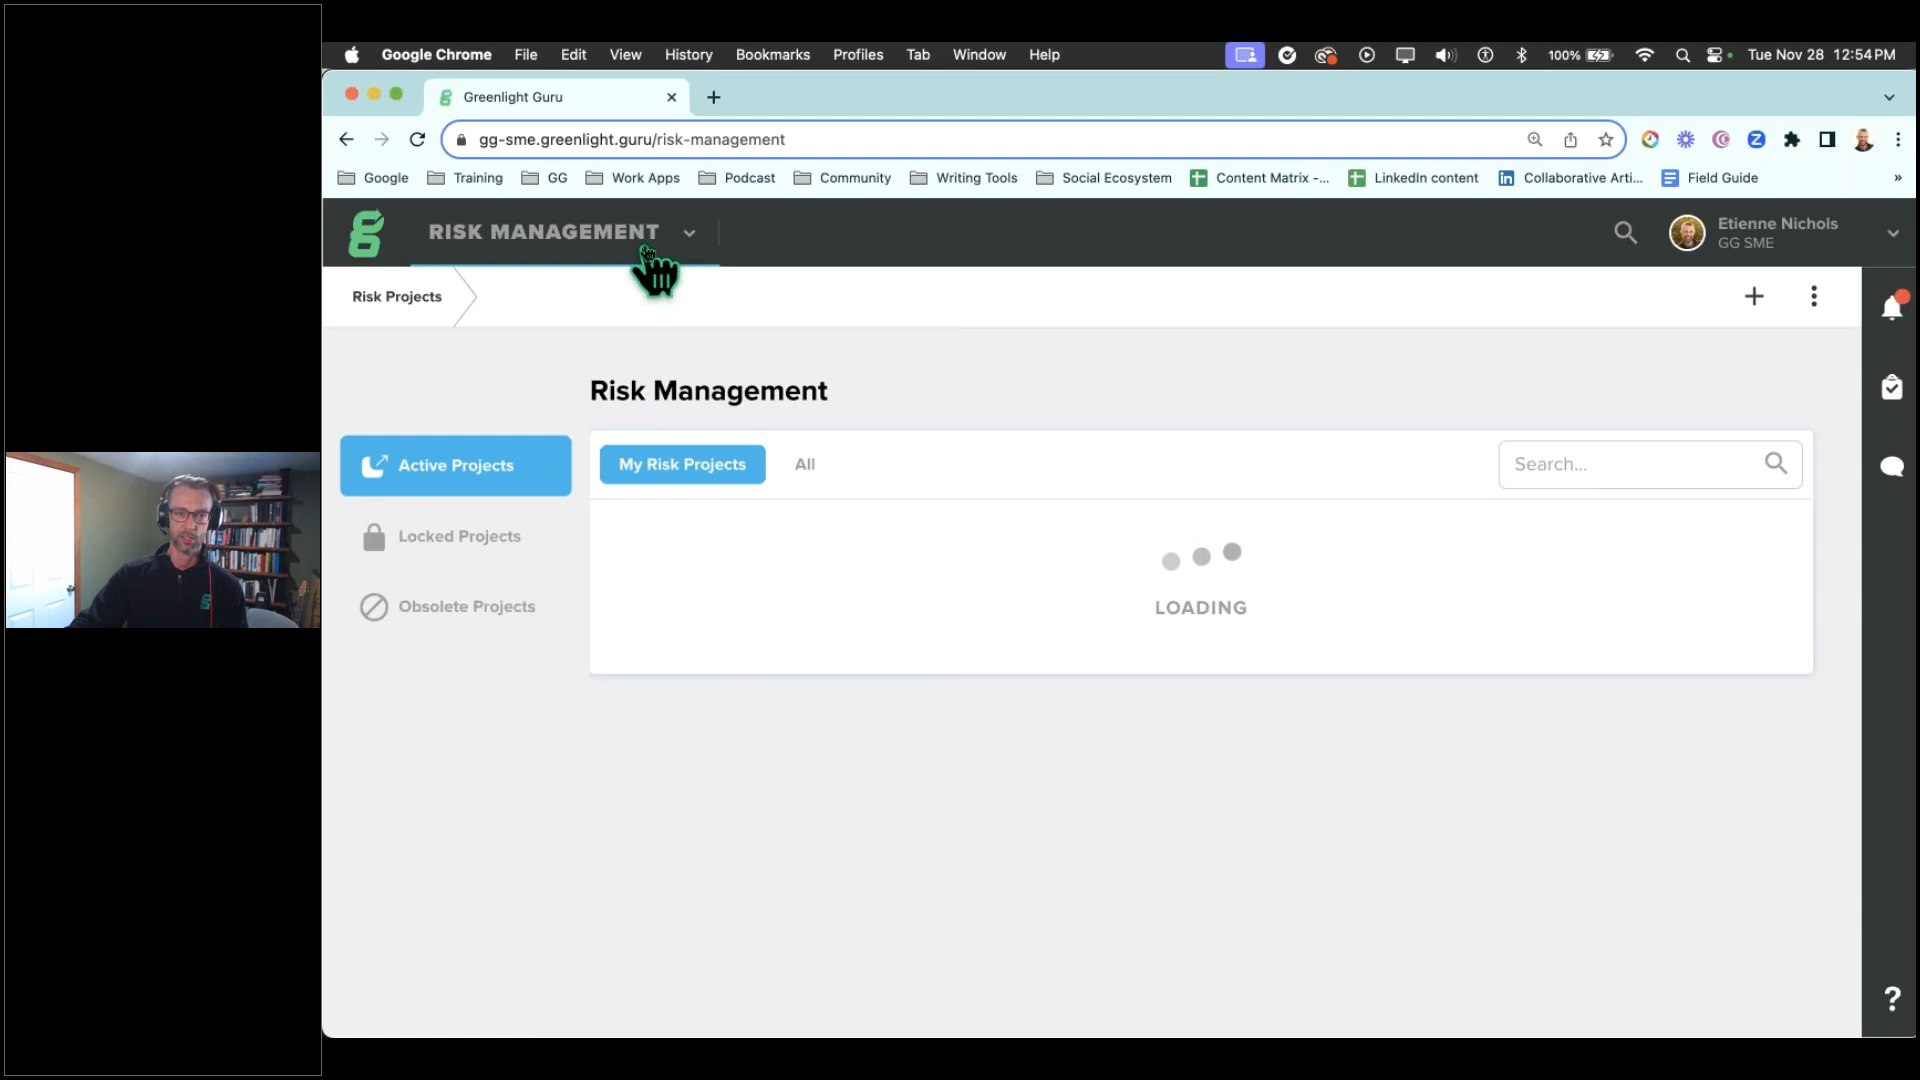 Google Chrome File Edit View History Bookmarks Profiles Tab Window Help 100% Tue Nov 28 12:54 PM
Greenlight Guru
gg-sme.greenlight.guru/risk-management
Google Training GG Work Apps Podcast Community Writing Tools Social Ecosystem Content Matrix -... LinkedIn content Collaborative Arti... Field Guide »
RISK MANAGEMENT
Etienne Nichols
GG SME
Risk Projects
Risk Management
Active Projects
My Risk Projects All Search...
Locked Projects
LOADING
Obsolete Projects
?